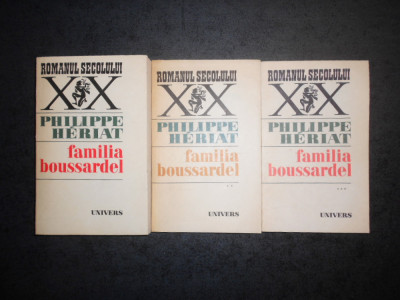 ROMANUL SECOLULUI
XX
PHILIPPE
HÉRIAT
familia
boussardel
UNIVERS
ROMANUL SECOLULUI
XX
PHILIPPE
HÉRIAT
familia
boussardel
**
UNIVERS
ROMANUL SECOLULUI
XX
PHILIPPE
HÉRIAT
familia
boussardel
***
UNIVERS